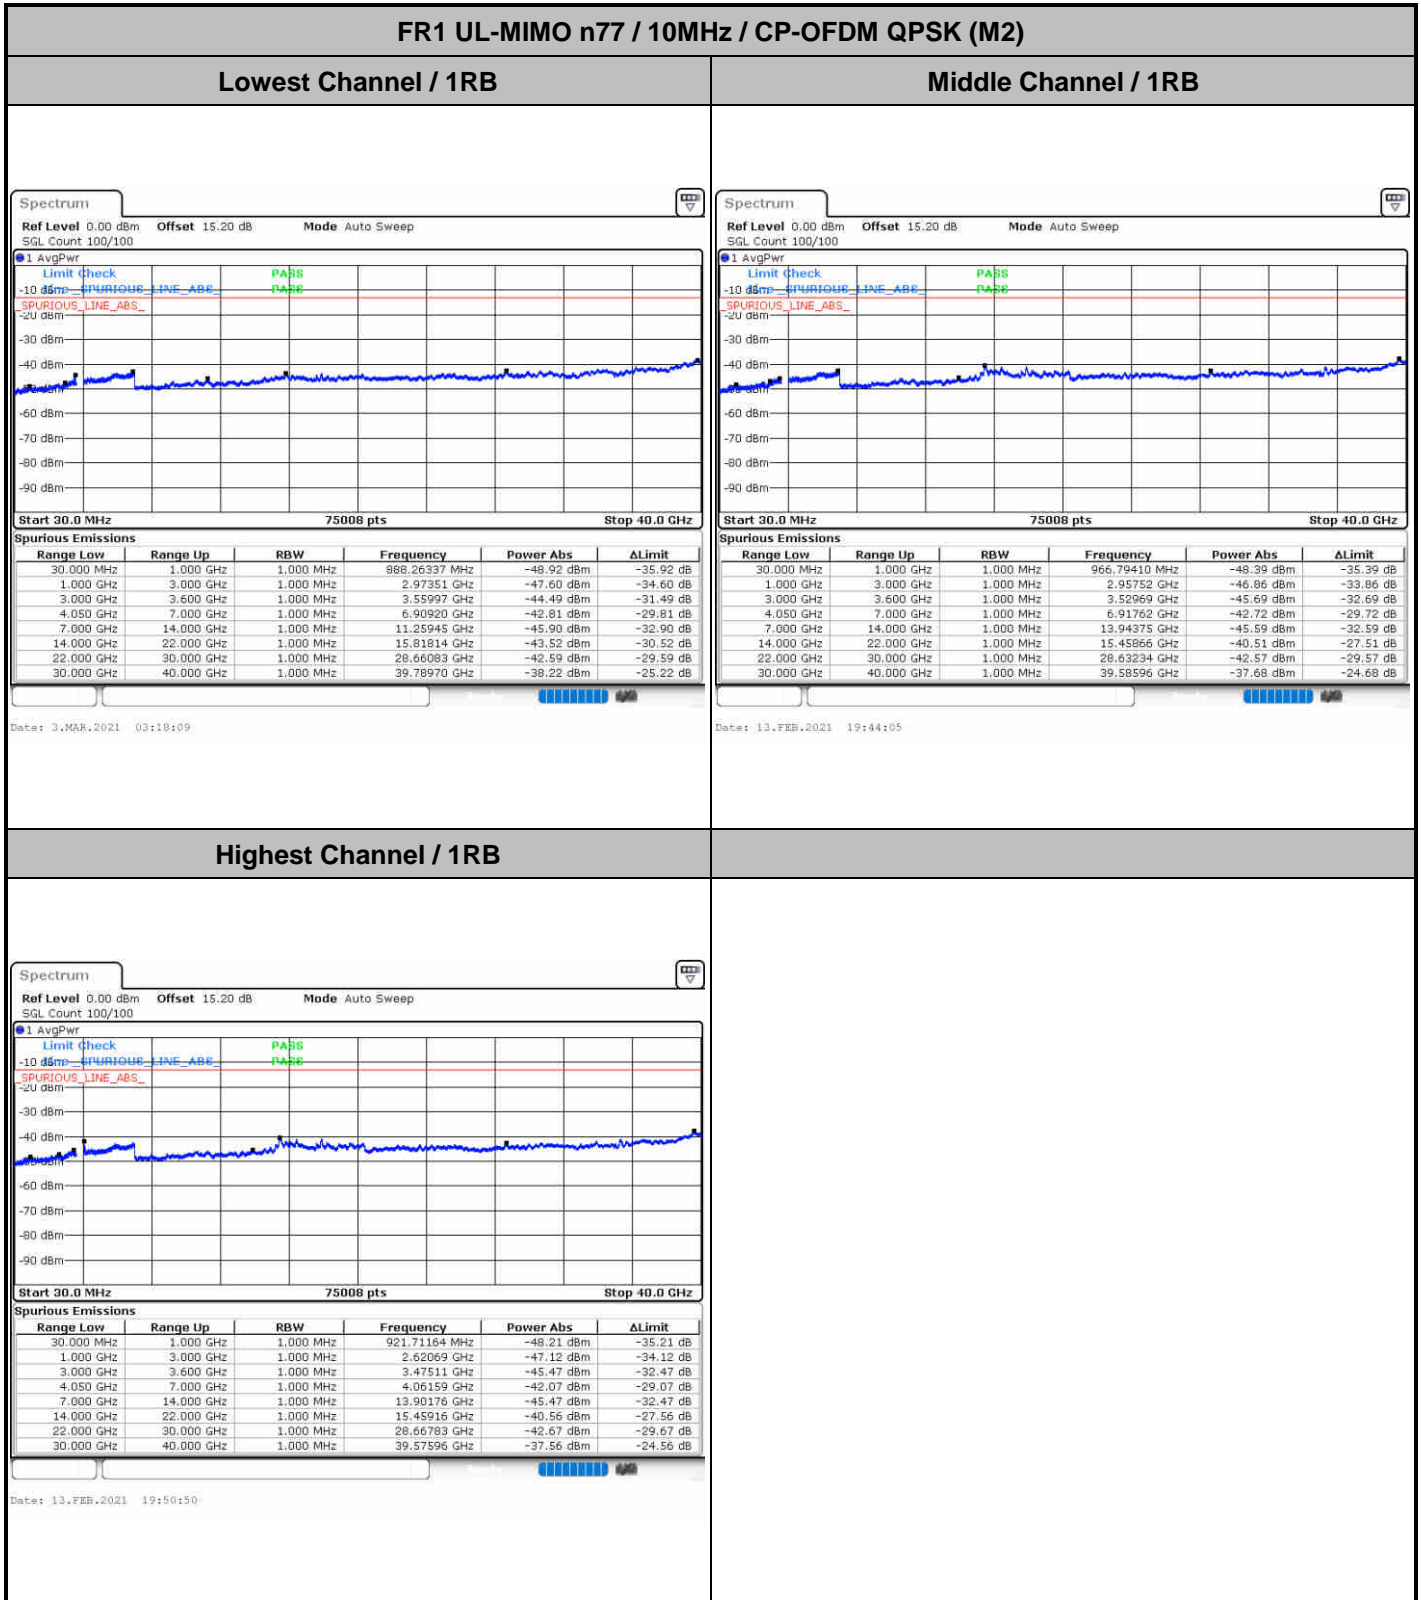 FR1 UL-MIMO n77 / 10MHz / CP-OFDM QPSK (M2)
Lowest Channel / 1RB
Middle Channel / 1RB
Spectrum
Ref Level 0.00 dBm Offset 15.20 dB Mode Auto Sweep
SGL Count 100/100
1 AvgPwr
Limit Check PASS
-10 dBm _SPURIOUS_LINE_ABS_ PASS
_SPURIOUS_LINE_ABS_
-20 dBm
-30 dBm
-40 dBm
-50 dBm
-60 dBm
-70 dBm
-80 dBm
-90 dBm
Start 30.0 MHz 75008 pts Stop 40.0 GHz
Spurious Emissions
Range Low Range Up RBW Frequency Power Abs ΔLimit
30.000 MHz 1.000 GHz 1.000 MHz 888.26337 MHz -48.92 dBm -35.92 dB
1.000 GHz 3.000 GHz 1.000 MHz 2.97351 GHz -47.60 dBm -34.60 dB
3.000 GHz 3.600 GHz 1.000 MHz 3.55997 GHz -44.49 dBm -31.49 dB
4.050 GHz 7.000 GHz 1.000 MHz 6.90920 GHz -42.81 dBm -29.81 dB
7.000 GHz 14.000 GHz 1.000 MHz 11.25945 GHz -45.90 dBm -32.90 dB
14.000 GHz 22.000 GHz 1.000 MHz 15.81814 GHz -43.52 dBm -30.52 dB
22.000 GHz 30.000 GHz 1.000 MHz 28.66083 GHz -42.59 dBm -29.59 dB
30.000 GHz 40.000 GHz 1.000 MHz 39.78970 GHz -38.22 dBm -25.22 dB
Date: 3.MAR.2021 03:18:09
Spectrum
Ref Level 0.00 dBm Offset 15.20 dB Mode Auto Sweep
SGL Count 100/100
1 AvgPwr
Limit Check PASS
-10 dBm _SPURIOUS_LINE_ABS_ PASS
_SPURIOUS_LINE_ABS_
-20 dBm
-30 dBm
-40 dBm
-50 dBm
-60 dBm
-70 dBm
-80 dBm
-90 dBm
Start 30.0 MHz 75008 pts Stop 40.0 GHz
Spurious Emissions
Range Low Range Up RBW Frequency Power Abs ΔLimit
30.000 MHz 1.000 GHz 1.000 MHz 966.79410 MHz -48.39 dBm -35.39 dB
1.000 GHz 3.000 GHz 1.000 MHz 2.95752 GHz -46.86 dBm -33.86 dB
3.000 GHz 3.600 GHz 1.000 MHz 3.52969 GHz -45.69 dBm -32.69 dB
4.050 GHz 7.000 GHz 1.000 MHz 6.91762 GHz -42.72 dBm -29.72 dB
7.000 GHz 14.000 GHz 1.000 MHz 13.94375 GHz -45.59 dBm -32.59 dB
14.000 GHz 22.000 GHz 1.000 MHz 15.45866 GHz -40.51 dBm -27.51 dB
22.000 GHz 30.000 GHz 1.000 MHz 28.63234 GHz -42.57 dBm -29.57 dB
30.000 GHz 40.000 GHz 1.000 MHz 39.58596 GHz -37.68 dBm -24.68 dB
Date: 13.FEB.2021 19:44:05
Highest Channel / 1RB
Spectrum
Ref Level 0.00 dBm Offset 15.20 dB Mode Auto Sweep
SGL Count 100/100
1 AvgPwr
Limit Check PASS
-10 dBm _SPURIOUS_LINE_ABS_ PASS
_SPURIOUS_LINE_ABS_
-20 dBm
-30 dBm
-40 dBm
-50 dBm
-60 dBm
-70 dBm
-80 dBm
-90 dBm
Start 30.0 MHz 75008 pts Stop 40.0 GHz
Spurious Emissions
Range Low Range Up RBW Frequency Power Abs ΔLimit
30.000 MHz 1.000 GHz 1.000 MHz 921.71164 MHz -48.21 dBm -35.21 dB
1.000 GHz 3.000 GHz 1.000 MHz 2.62069 GHz -47.12 dBm -34.12 dB
3.000 GHz 3.600 GHz 1.000 MHz 3.47511 GHz -45.47 dBm -32.47 dB
4.050 GHz 7.000 GHz 1.000 MHz 4.06159 GHz -42.07 dBm -29.07 dB
7.000 GHz 14.000 GHz 1.000 MHz 13.90176 GHz -45.47 dBm -32.47 dB
14.000 GHz 22.000 GHz 1.000 MHz 15.45916 GHz -40.56 dBm -27.56 dB
22.000 GHz 30.000 GHz 1.000 MHz 28.66783 GHz -42.67 dBm -29.67 dB
30.000 GHz 40.000 GHz 1.000 MHz 39.57596 GHz -37.56 dBm -24.56 dB
Date: 13.FEB.2021 19:50:50